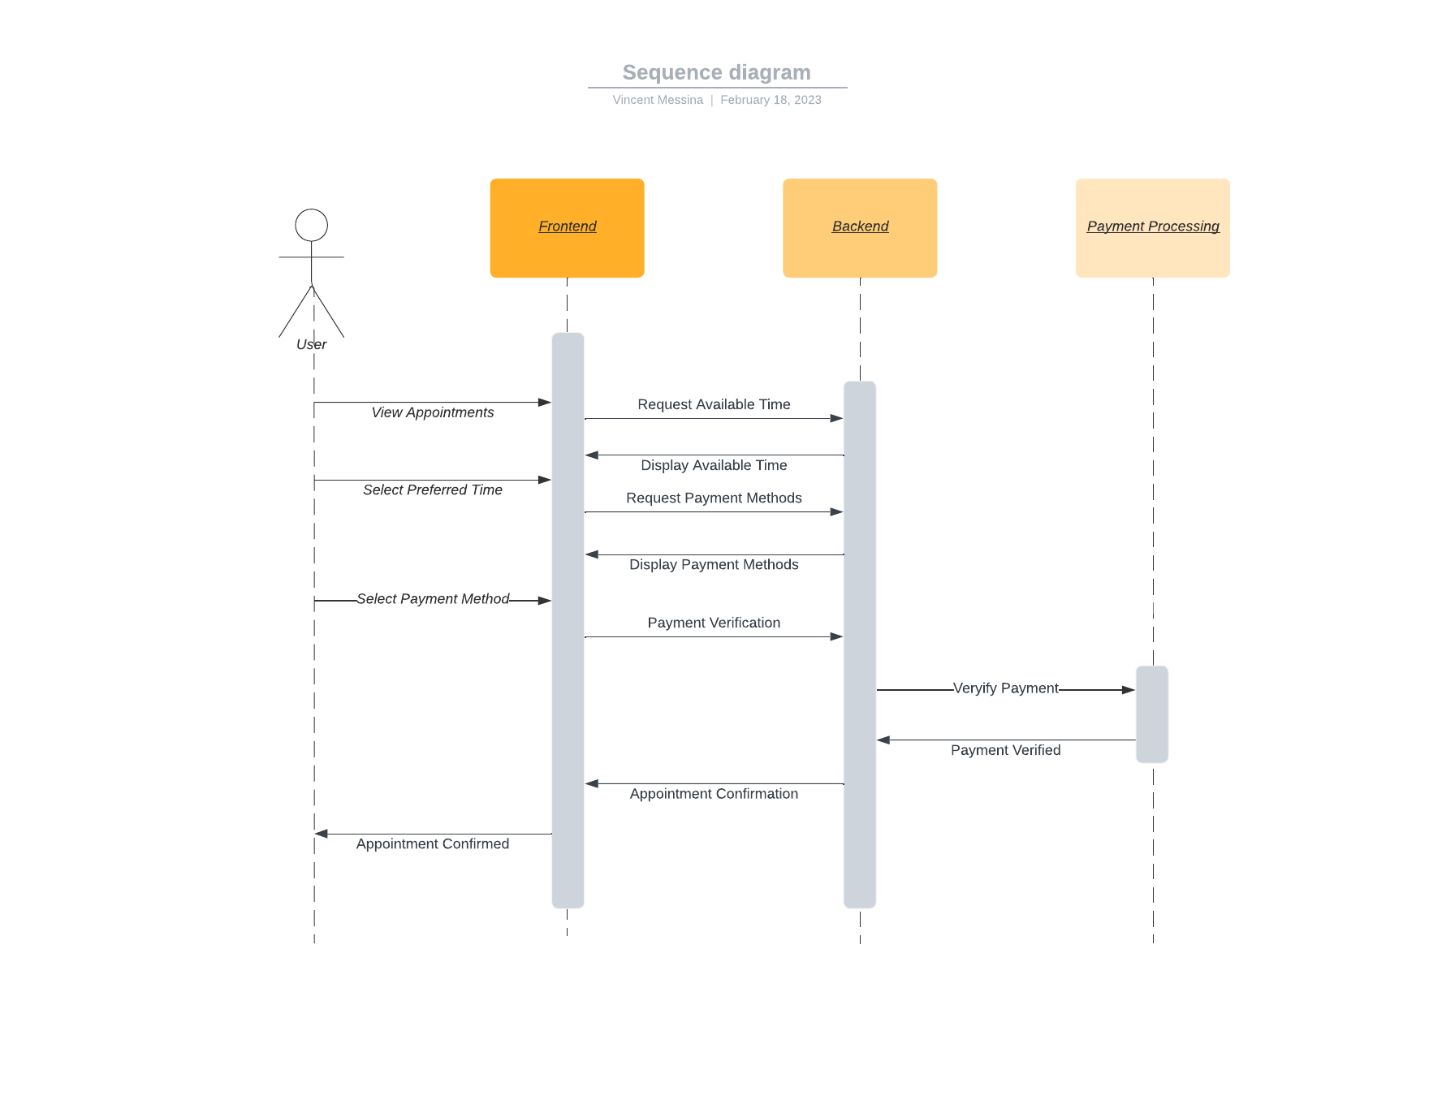 Sequence diagram
Vincent Messina | February 18, 2023
Frontend
Backend
Payment Processing
User
View Appointments
Request Available Time
Display Available Time
Select Preferred Time
Request Payment Methods
Display Payment Methods
Select Payment Method
Payment Verification
Veryify Payment
Payment Verified
Appointment Confirmation
Appointment Confirmed